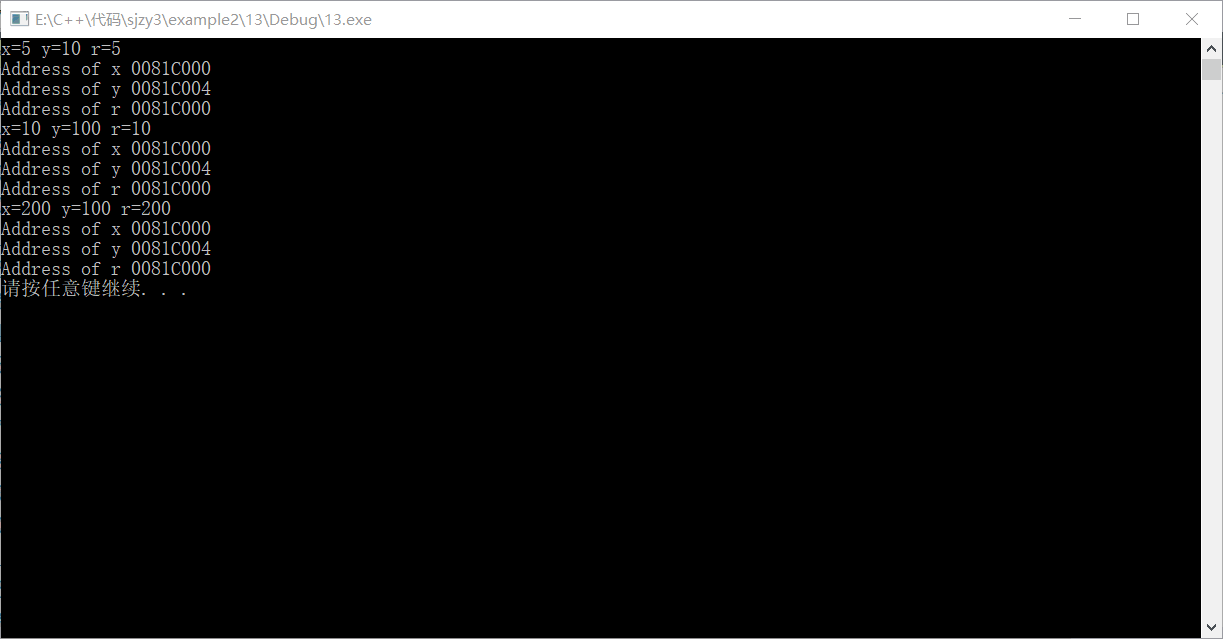 E:\C++\代码\sjzy3\example2\13\Debug\13.exe
x=5 y=10 r=5
Address of x 0081C000
Address of y 0081C004
Address of r 0081C000
x=10 y=100 r=10
Address of x 0081C000
Address of y 0081C004
Address of r 0081C000
x=200 y=100 r=200
Address of x 0081C000
Address of y 0081C004
Address of r 0081C000
请按任意键继续. . .